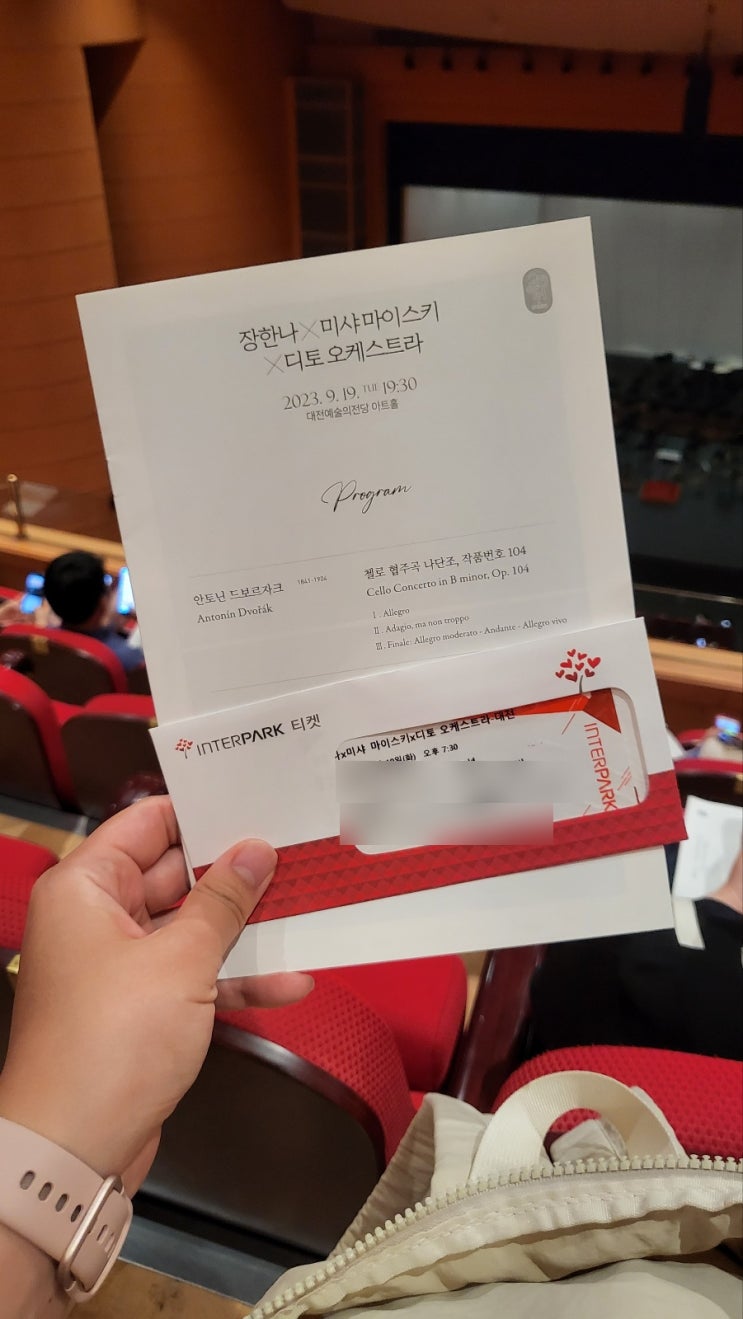 장한나×미샤 마이스키
×디토 오케스트라
2023. 9. 19. TUE 19:30
대전예술의전당 아트홀
Program
안토닌 드보르자크 1841-1904
Antonín Dvořák
첼로 협주곡 나단조, 작품번호 104
Cello Concerto in B minor, Op. 104
I. Allegro
II. Adagio, ma non troppo
III. Finale: Allegro moderato - Andante - Allegro vivo
INTERPARK 티켓
x미샤 마이스키x디토 오케스트라-대전
(화) 오후 7:30
INTERPARK